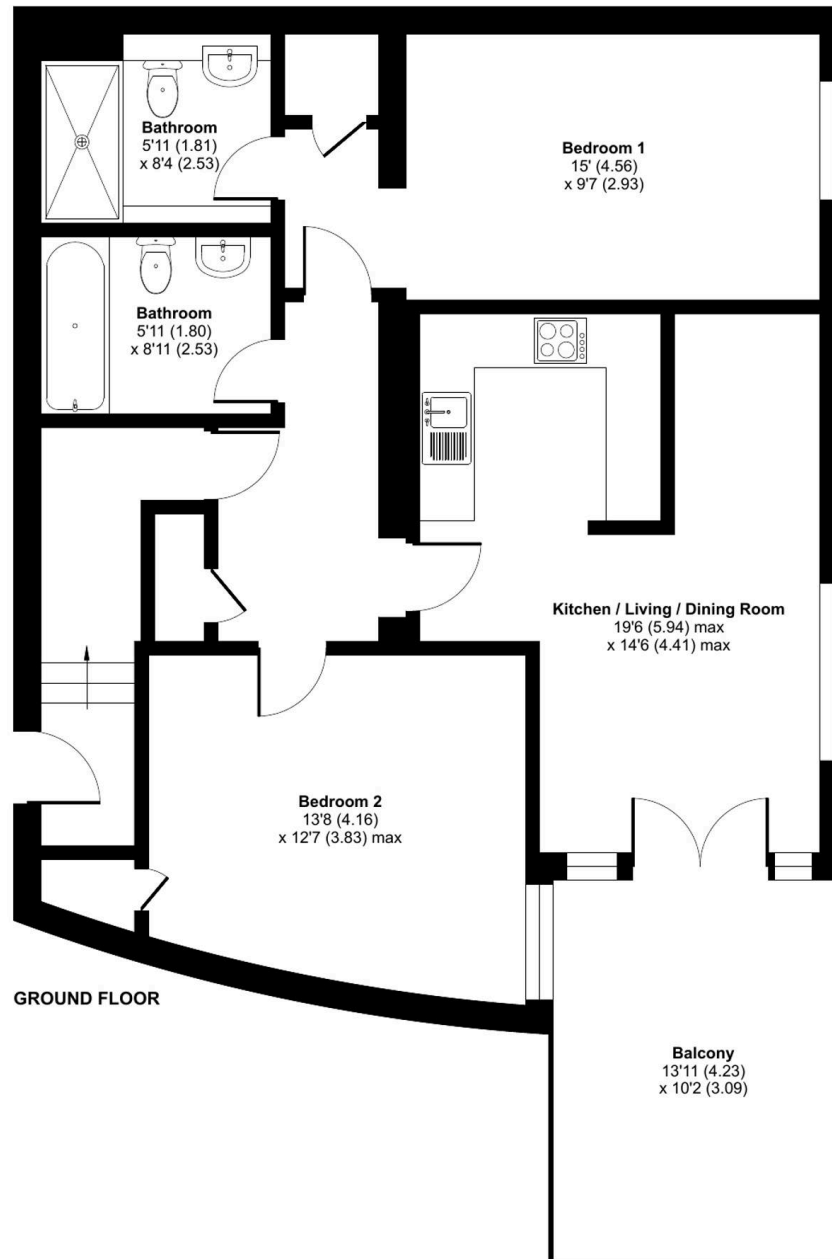 Bathroom
5'11 (1.81)
x 8'4 (2.53)
Bedroom 1
15' (4.56)
x 9'7 (2.93)
Bathroom
5'11 (1.80)
x 8'11 (2.53)
Kitchen / Living / Dining Room
19'6 (5.94) max
x 14'6 (4.41) max
Bedroom 2
13'8 (4.16)
x 12'7 (3.83) max
GROUND FLOOR
Balcony
13'11 (4.23)
x 10'2 (3.09)